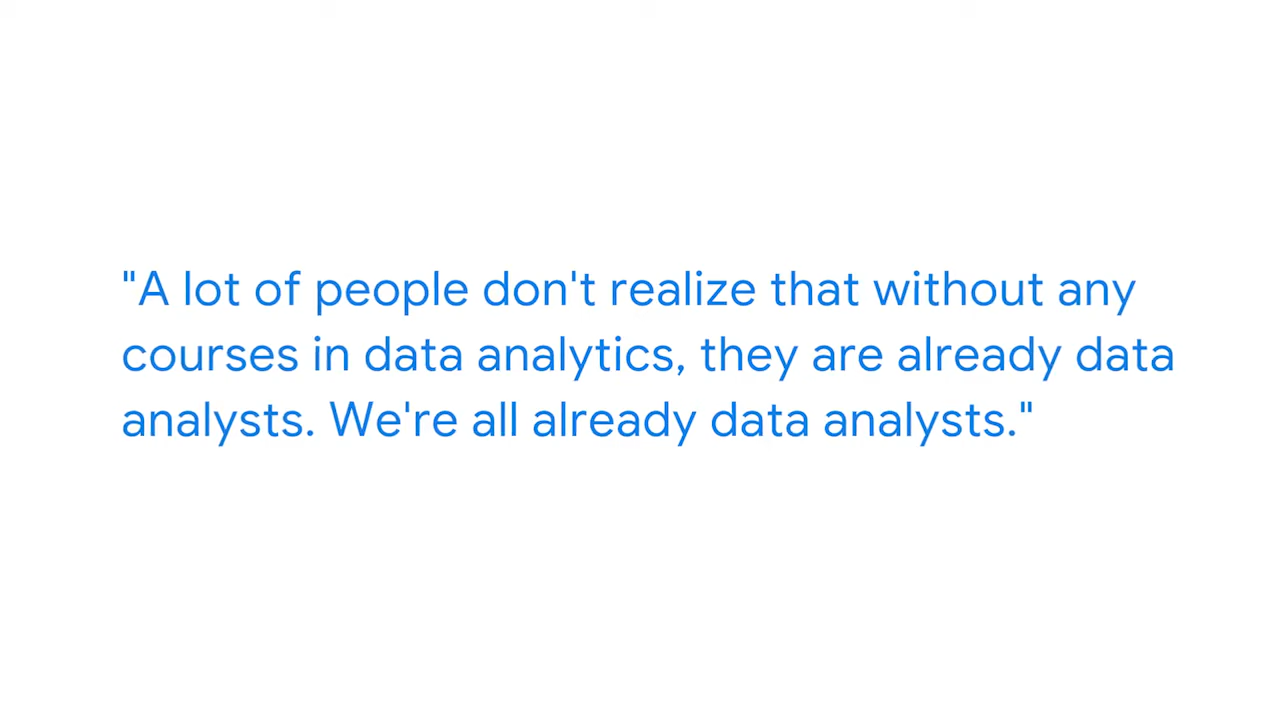 "A lot of people don't realize that without any
courses in data analytics, they are already data
analysts. We're all already data analysts."